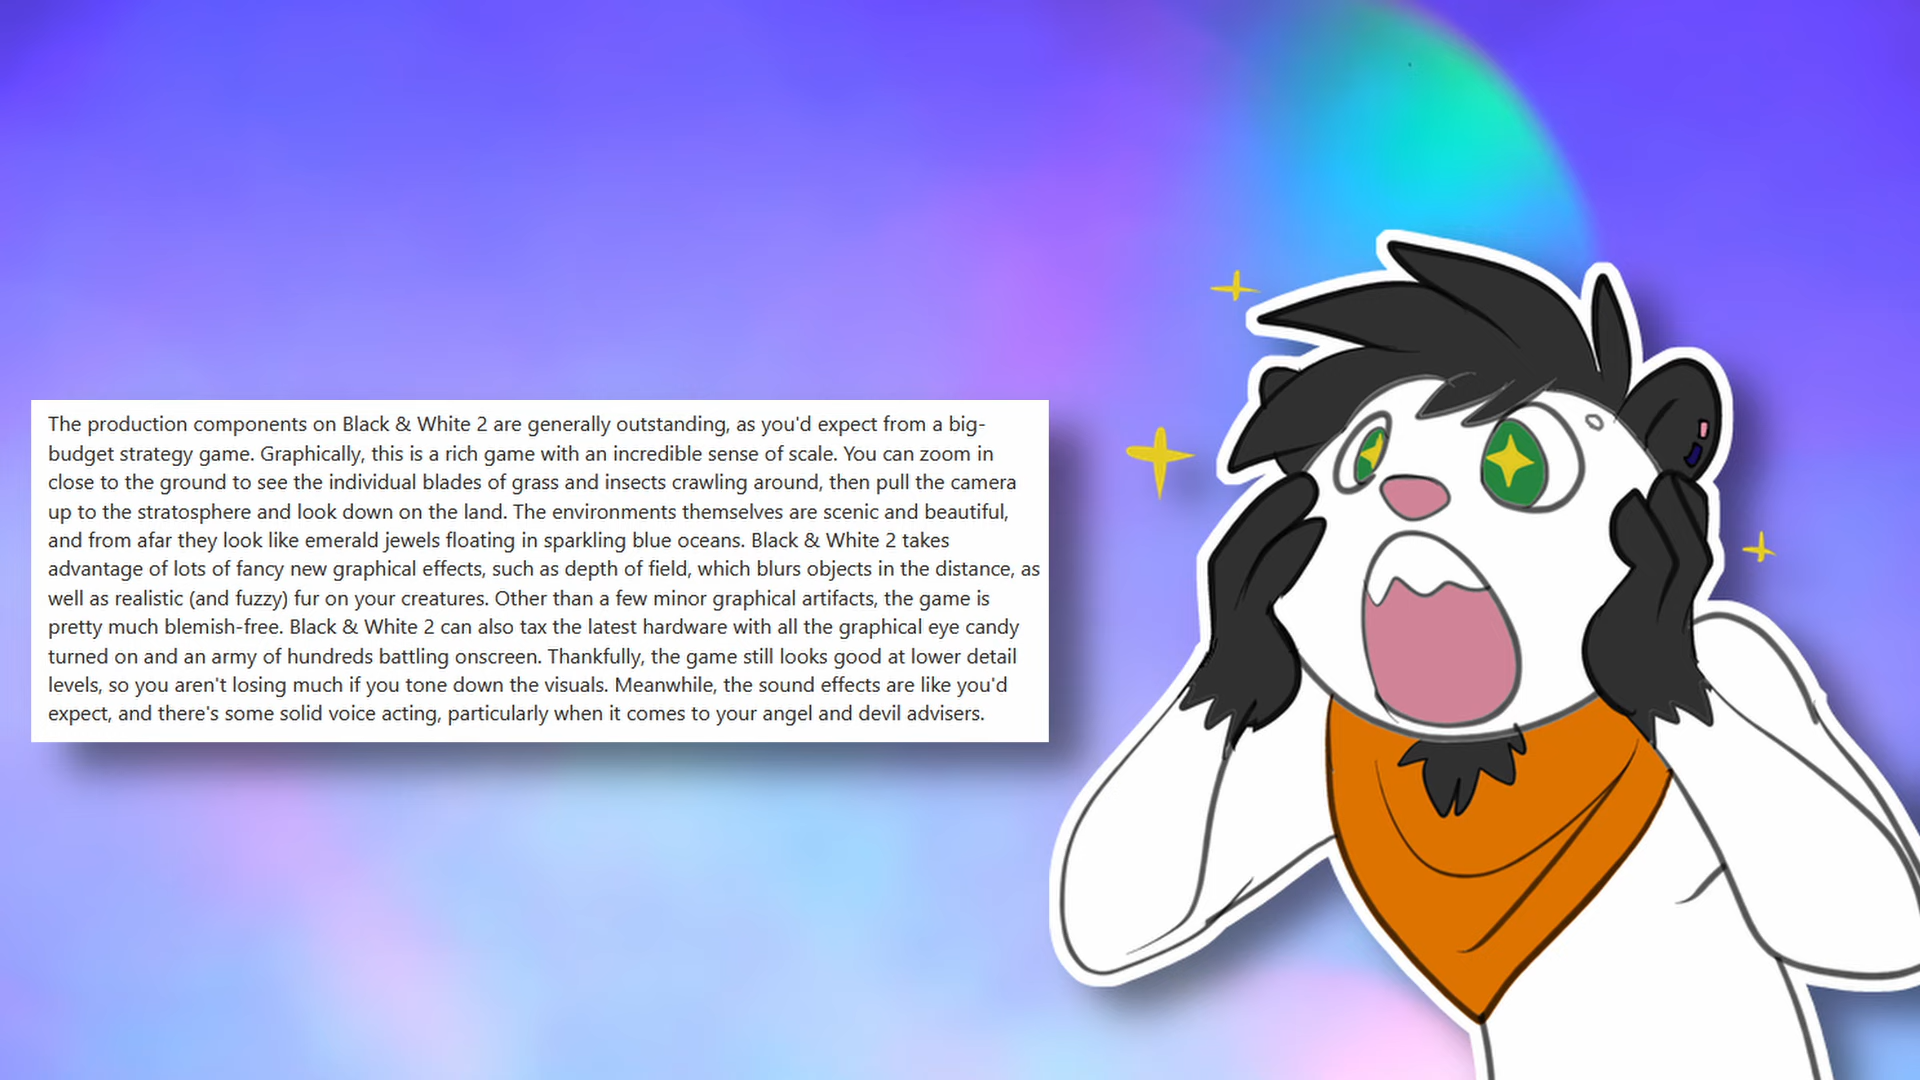 The production components on Black & White 2 are generally outstanding, as you'd expect from a big-
budget strategy game. Graphically, this is a rich game with an incredible sense of scale. You can zoom in
close to the ground to see the individual blades of grass and insects crawling around, then pull the camera
up to the stratosphere and look down on the land. The environments themselves are scenic and beautiful,
and from afar they look like emerald jewels floating in sparkling blue oceans. Black & White 2 takes
advantage of lots of fancy new graphical effects, such as depth of field, which blurs objects in the distance, as
well as realistic (and fuzzy) fur on your creatures. Other than a few minor graphical artifacts, the game is
pretty much blemish-free. Black & White 2 can also tax the latest hardware with all the graphical eye candy
turned on and an army of hundreds battling onscreen. Thankfully, the game still looks good at lower detail
levels, so you aren't losing much if you tone down the visuals. Meanwhile, the sound effects are like you'd
expect, and there's some solid voice acting, particularly when it comes to your angel and devil advisers.